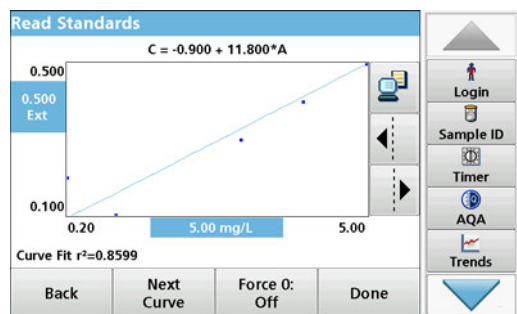 Read Standards
C = -0.900 + 11.800*A
0.500
0.500
Ext
0.100
0.20
5.00 mg/L
5.00
Curve Fit r²=0.8599
Back
Next
Curve
Force 0:
Off
Done
Login
Sample ID
Timer
AQA
Trends